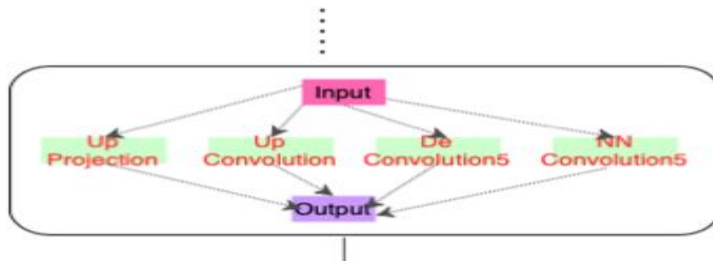 Input
Up
Projection
Up
Convolution
De
Convolution5
NN
Convolution5
Output